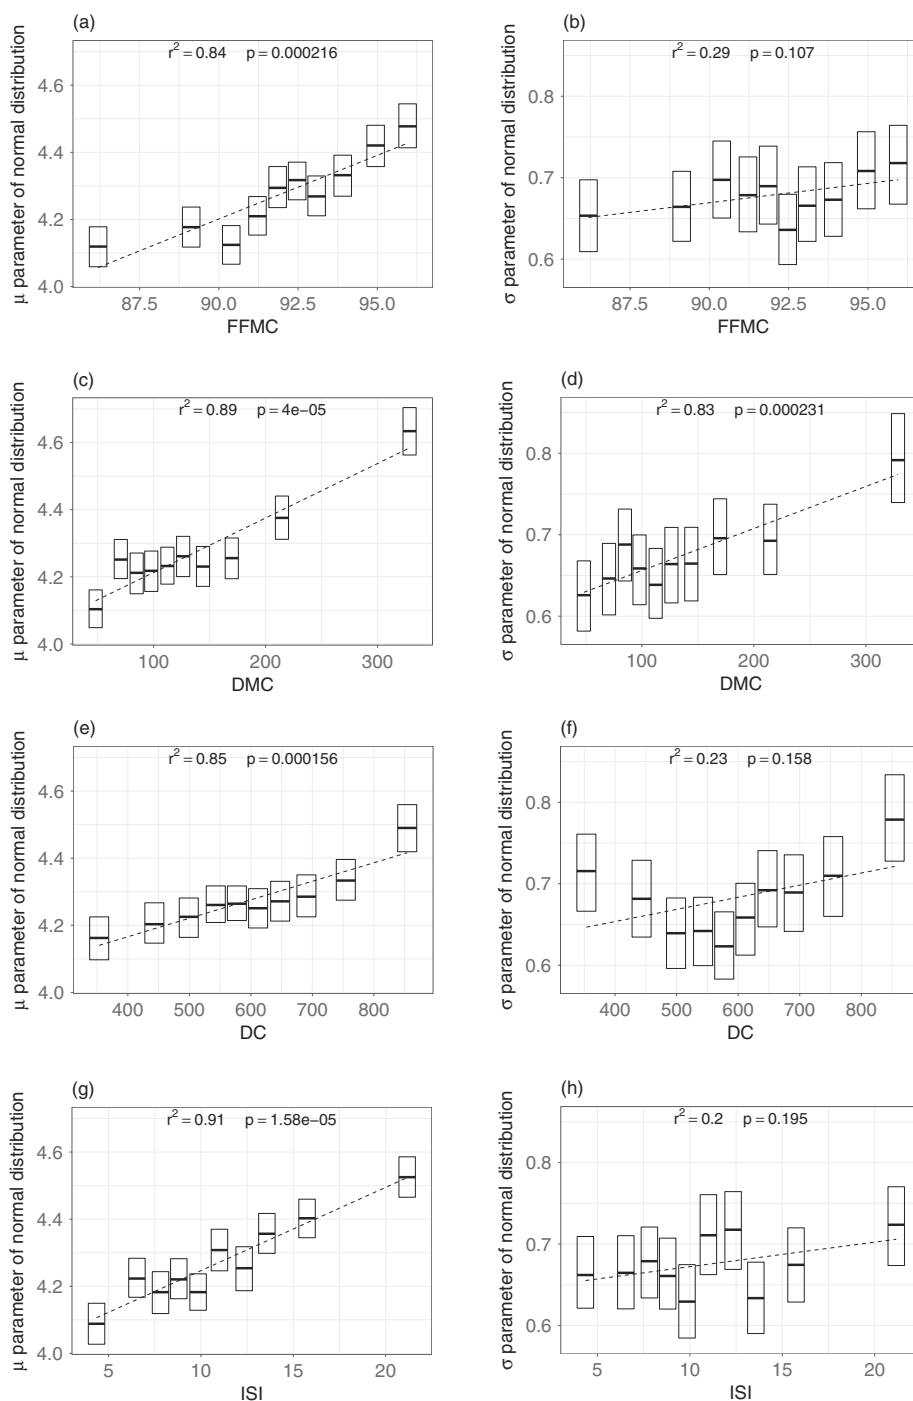 (a)
r2 = 0.84 p = 0.000216
μ parameter of normal distribution
4.6
4.4
4.2
4.0
87.5 90.0 92.5 95.0
FFMC
(b)
r2 = 0.29 p = 0.107
σ parameter of normal distribution
0.8
0.7
0.6
87.5 90.0 92.5 95.0
FFMC
(c)
r2 = 0.89 p = 4e−05
μ parameter of normal distribution
4.6
4.4
4.2
4.0
100 200 300
DMC
(d)
r2 = 0.83 p = 0.000231
σ parameter of normal distribution
0.8
0.7
0.6
100 200 300
DMC
(e)
r2 = 0.85 p = 0.000156
μ parameter of normal distribution
4.6
4.4
4.2
4.0
400 500 600 700 800
DC
(f)
r2 = 0.23 p = 0.158
σ parameter of normal distribution
0.8
0.7
0.6
400 500 600 700 800
DC
(g)
r2 = 0.91 p = 1.58e−05
μ parameter of normal distribution
4.6
4.4
4.2
4.0
5 10 15 20
ISI
(h)
r2 = 0.2 p = 0.195
σ parameter of normal distribution
0.8
0.7
0.6
5 10 15 20
ISI